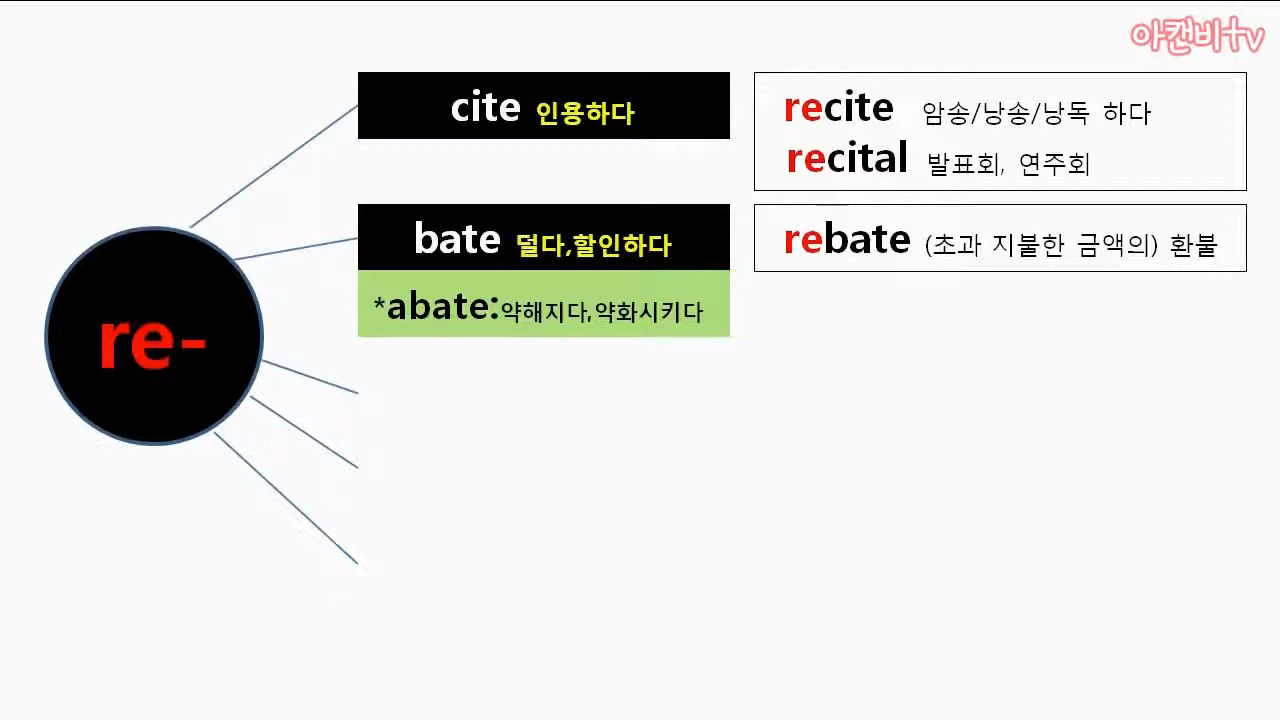 아캔비tv
cite 인용하다
recite 암송/낭송/낭독 하다
recital 발표회, 연주회
bate 덜다,할인하다
rebate (초과 지불한 금액의) 환불
*abate:약해지다,약화시키다
re-